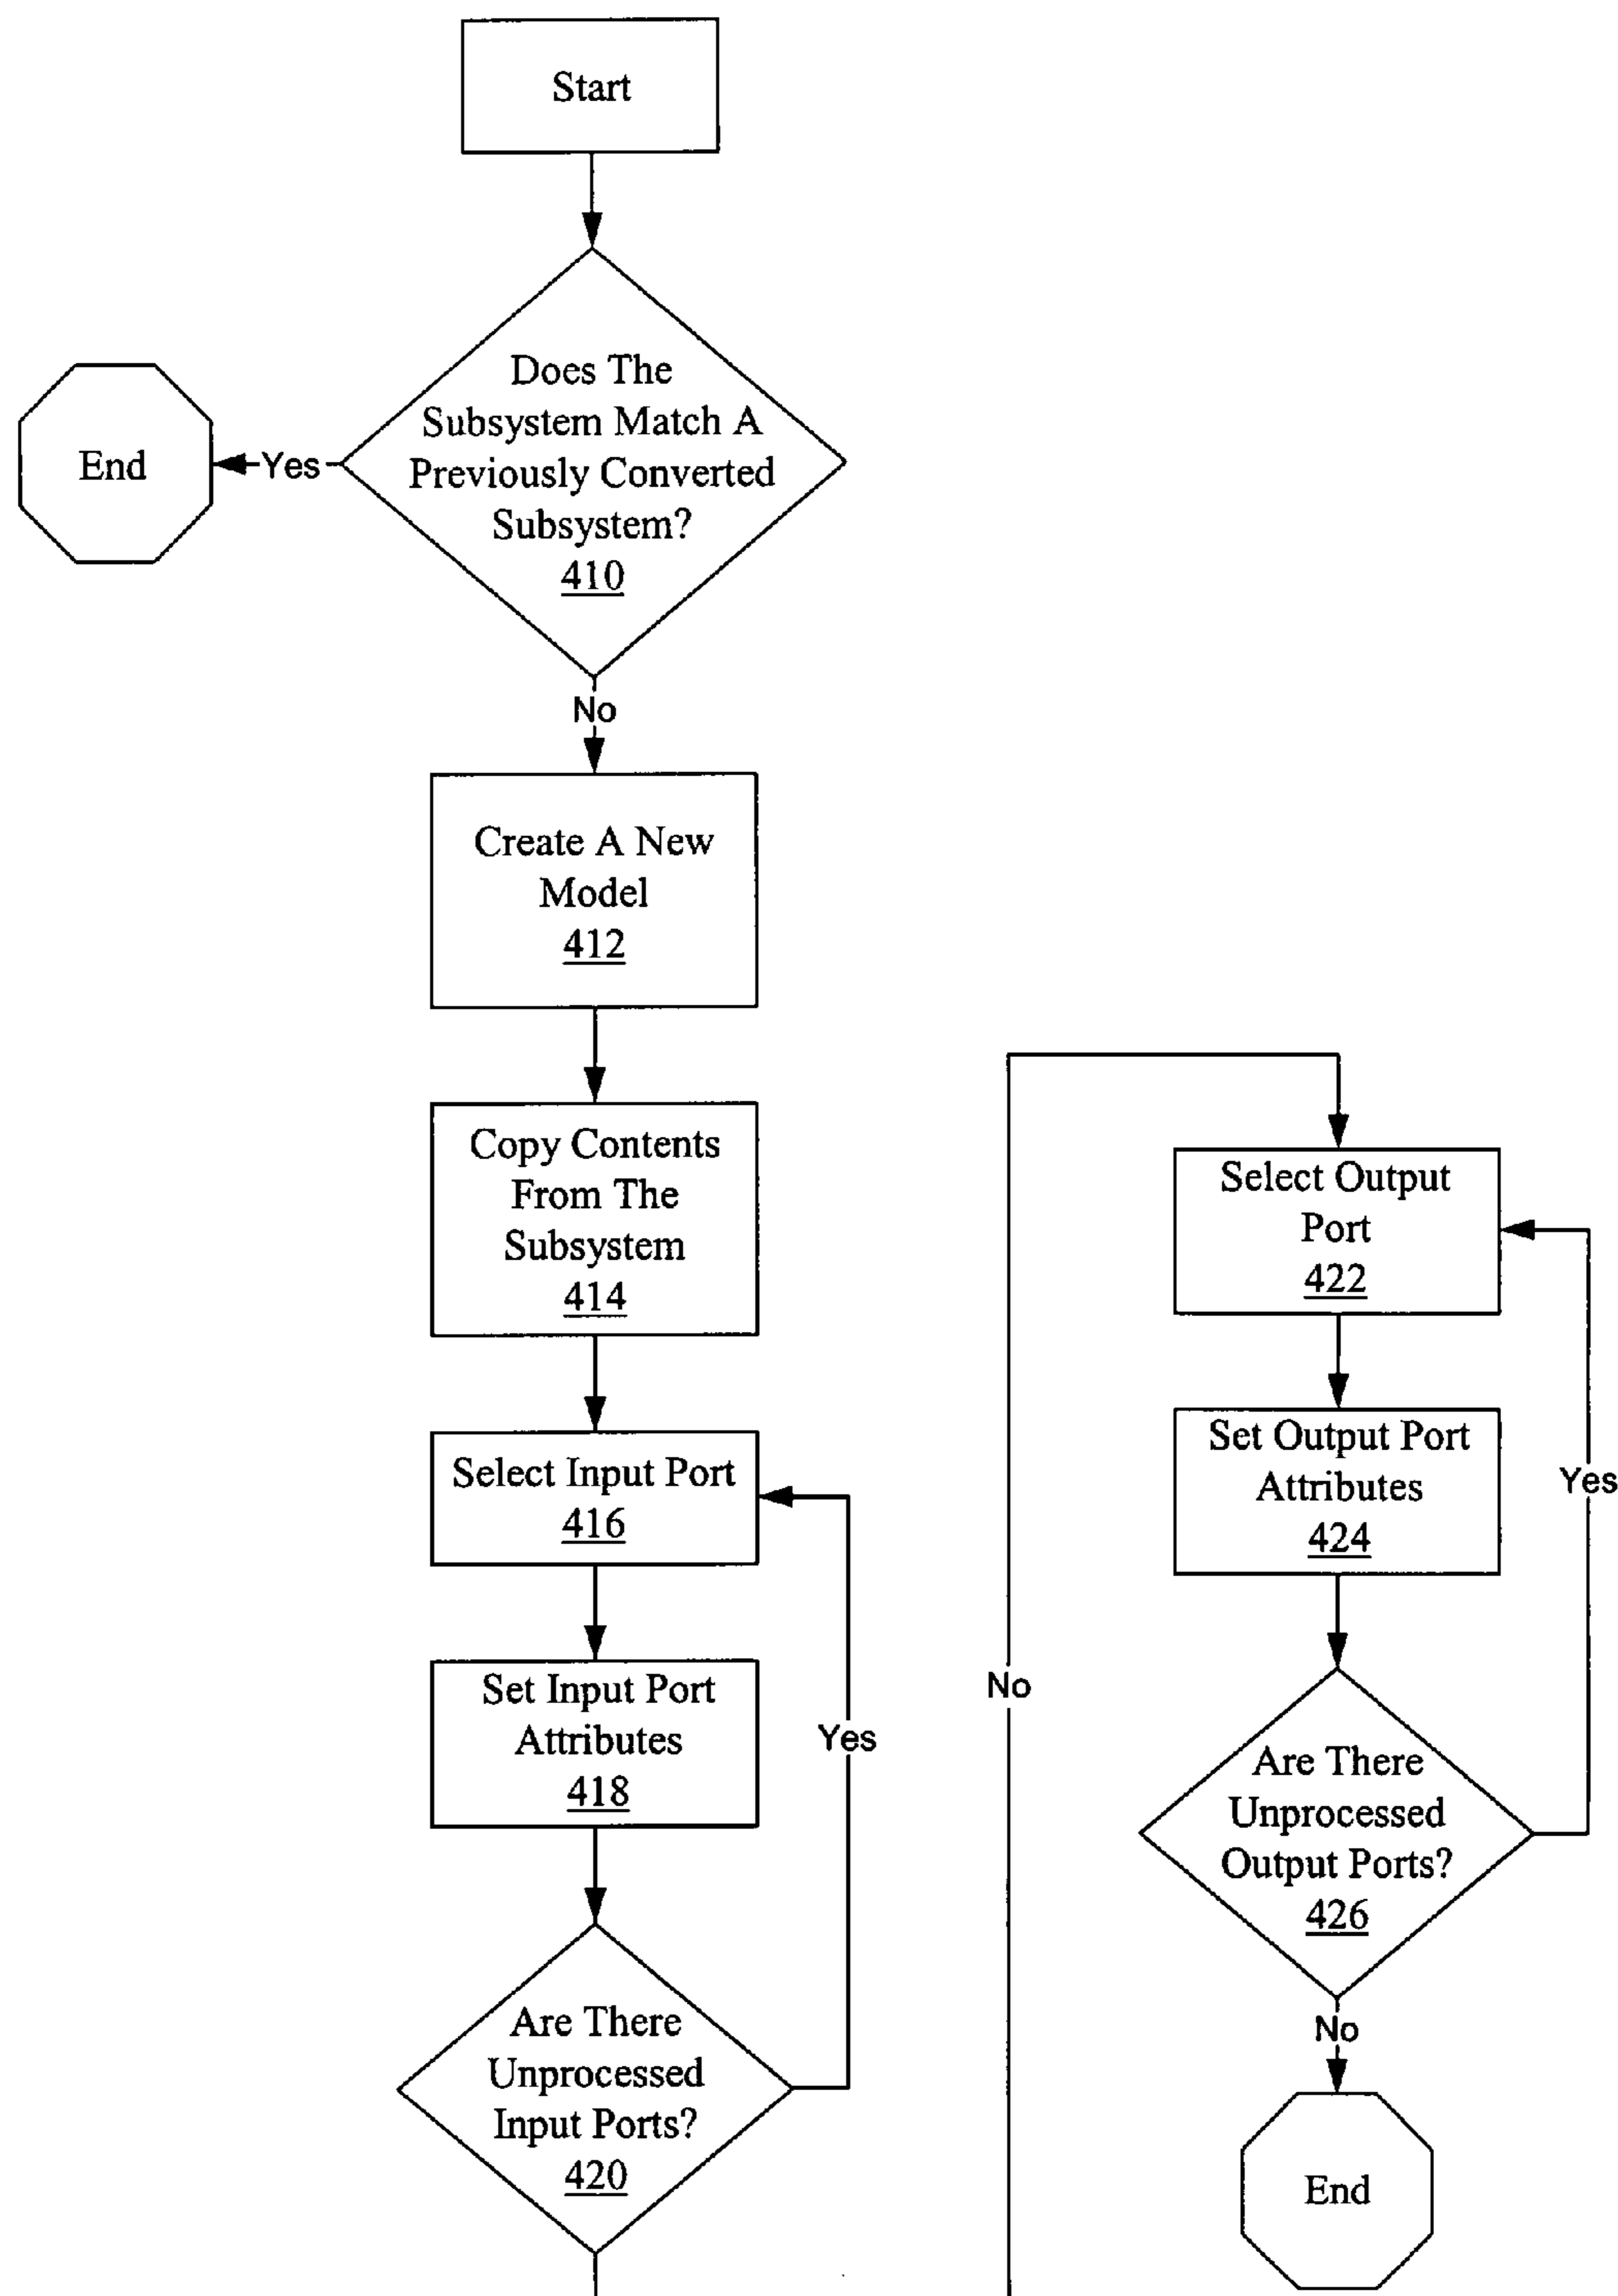 Start
Does The
Subsystem Match A
Previously Converted
Subsystem?
410
Yes
End
No
Create A New
Model
412
Copy Contents
From The
Subsystem
414
Select Input Port
416
Set Input Port
Attributes
418
Yes
Are There
Unprocessed
Input Ports?
420
No
Select Output
Port
422
Set Output Port
Attributes
424
Yes
Are There
Unprocessed
Output Ports?
426
No
End